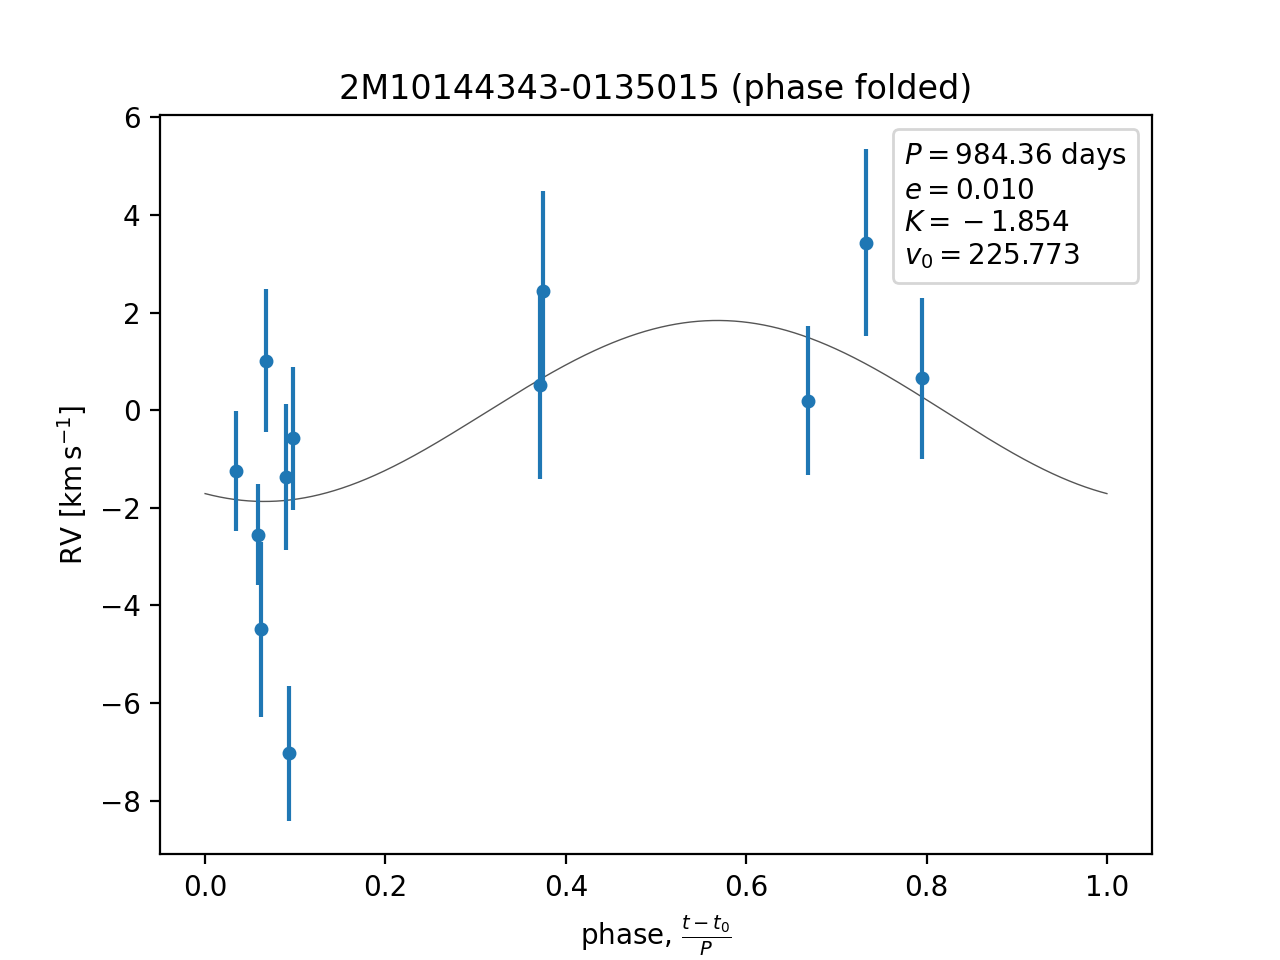 2M10144343-0135015 (phase folded)
P = 984.36 days
e = 0.010
K = −1.854
v₀ = 225.773
6
4
2
0
−2
−4
−6
−8
RV [km s⁻¹]
0.0 0.2 0.4 0.6 0.8 1.0
phase, (t − t₀)/P